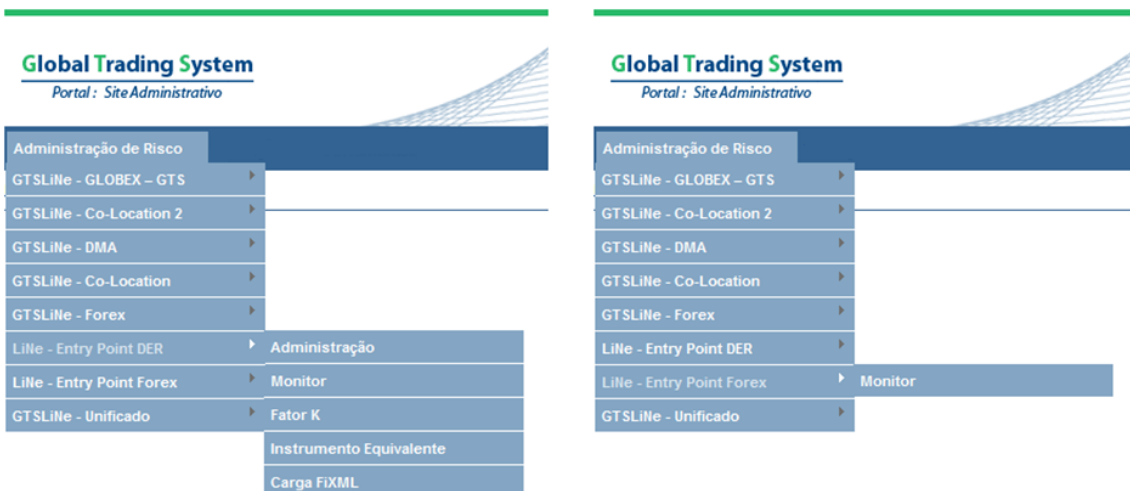 Global Trading System
Portal : Site Administrativo
Administração de Risco
GTSLiNe - GLOBEX – GTS
GTSLiNe - Co-Location 2
GTSLiNe - DMA
GTSLiNe - Co-Location
GTSLiNe - Forex
LiNe - Entry Point DER
LiNe - Entry Point Forex
GTSLiNe - Unificado
Administração
Monitor
Fator K
Instrumento Equivalente
Carga FiXML
Global Trading System
Portal : Site Administrativo
Administração de Risco
GTSLiNe - GLOBEX – GTS
GTSLiNe - Co-Location 2
GTSLiNe - DMA
GTSLiNe - Co-Location
GTSLiNe - Forex
LiNe - Entry Point DER
LiNe - Entry Point Forex
GTSLiNe - Unificado
Monitor